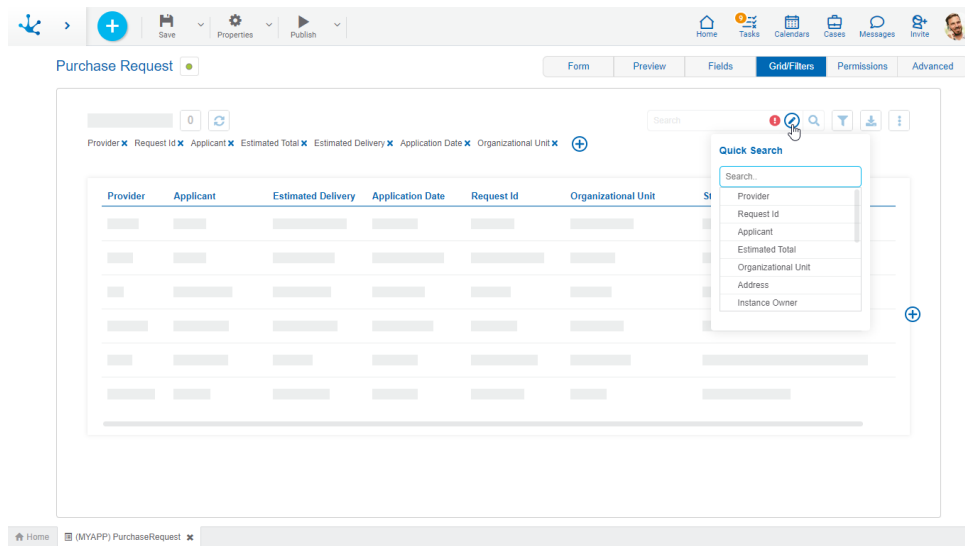 Save
Properties
Publish
Home
9
Tasks
Calendars
Cases
Messages
Invite
Purchase Request
Form Preview Fields Grid/Filters Permissions Advanced
0
Search
Provider Request Id Applicant Estimated Total Estimated Delivery Application Date Organizational Unit
Quick Search
Search..
Provider
Request Id
Applicant
Estimated Total
Organizational Unit
Address
Instance Owner
Provider Applicant Estimated Delivery Application Date Request Id Organizational Unit St
Home (MYAPP) PurchaseRequest